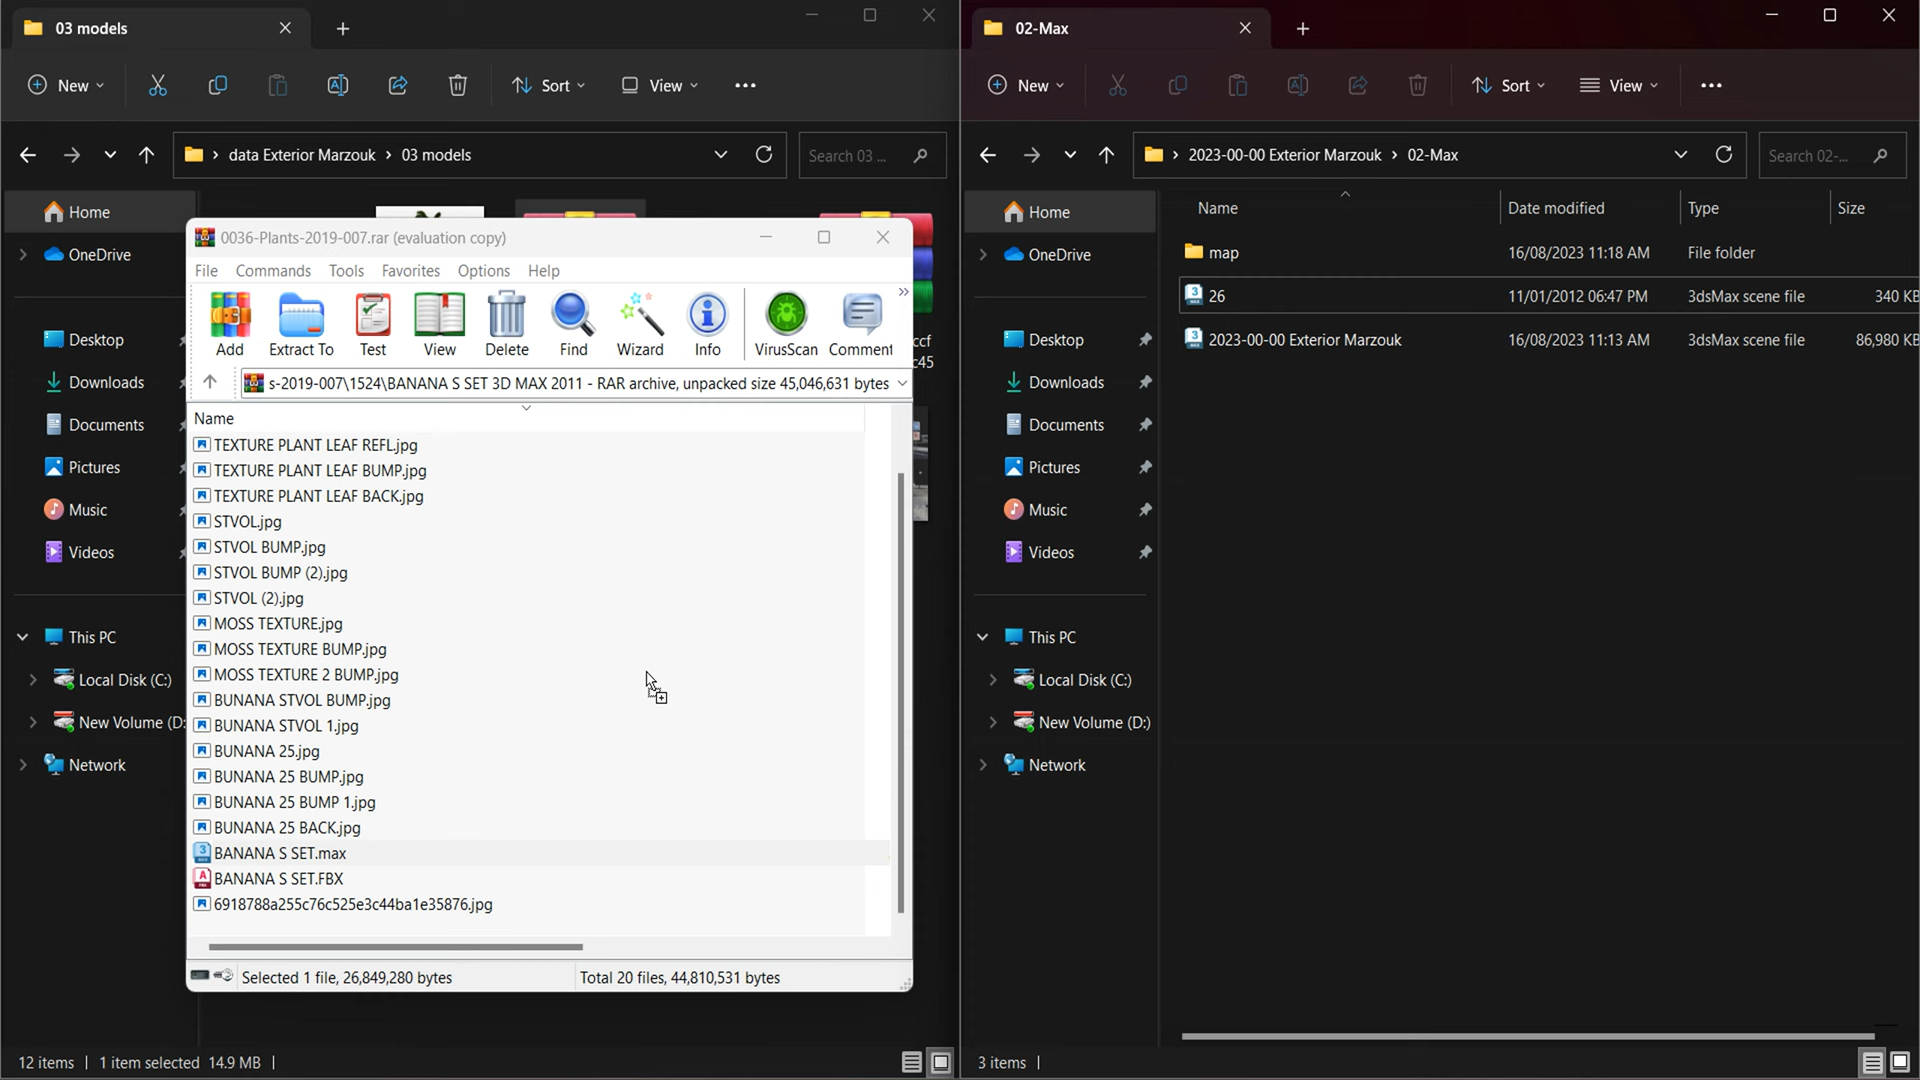 03 models
New
Sort
View
data Exterior Marzouk
03 models
Search 03 ...
Home
OneDrive
Desktop
Downloads
Documents
Pictures
Music
Videos
This PC
Local Disk (C:)
New Volume (D:
Network
12 items
1 item selected 14.9 MB
0036-Plants-2019-007.rar (evaluation copy)
File Commands Tools Favorites Options Help
Add Extract To Test View Delete Find Wizard Info VirusScan Comment
s-2019-007\1524\BANANA S SET 3D MAX 2011 - RAR archive, unpacked size 45,046,631 bytes
Name
TEXTURE PLANT LEAF REFL.jpg
TEXTURE PLANT LEAF BUMP.jpg
TEXTURE PLANT LEAF BACK.jpg
STVOL.jpg
STVOL BUMP.jpg
STVOL BUMP (2).jpg
STVOL (2).jpg
MOSS TEXTURE.jpg
MOSS TEXTURE BUMP.jpg
MOSS TEXTURE 2 BUMP.jpg
BUNANA STVOL BUMP.jpg
BUNANA STVOL 1.jpg
BUNANA 25.jpg
BUNANA 25 BUMP.jpg
BUNANA 25 BUMP 1.jpg
BUNANA 25 BACK.jpg
BANANA S SET.max
BANANA S SET.FBX
6918788a255c76c525e3c44ba1e35876.jpg
Selected 1 file, 26,849,280 bytes
Total 20 files, 44,810,531 bytes
ccf
c45
02-Max
New
Sort
View
2023-00-00 Exterior Marzouk
02-Max
Search 02-...
Home
OneDrive
Desktop
Downloads
Documents
Pictures
Music
Videos
This PC
Local Disk (C:)
New Volume (D:)
Network
Name Date modified Type Size
map 16/08/2023 11:18 AM File folder
26 11/01/2012 06:47 PM 3dsMax scene file 340 KB
2023-00-00 Exterior Marzouk 16/08/2023 11:13 AM 3dsMax scene file 86,980 KB
3 items